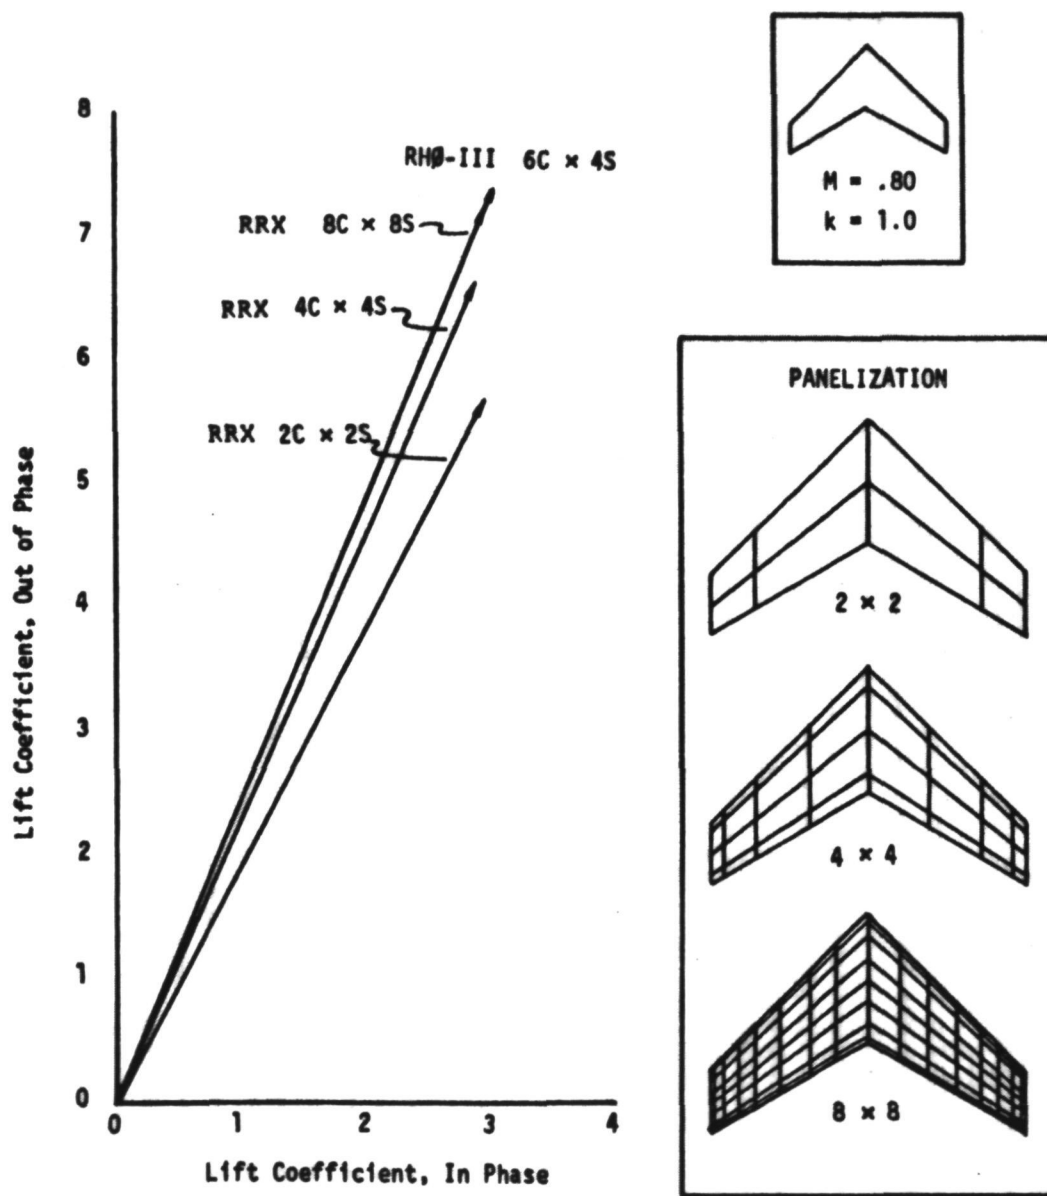 8
7
6
5
4
3
2
1
0
Lift Coefficient, Out of Phase
RHØ-III 6C × 4S
RRX 8C × 8S
RRX 4C × 4S
RRX 2C × 2S
0 1 2 3 4
Lift Coefficient, In Phase
M = .80
k = 1.0
PANELIZATION
2 × 2
4 × 4
8 × 8